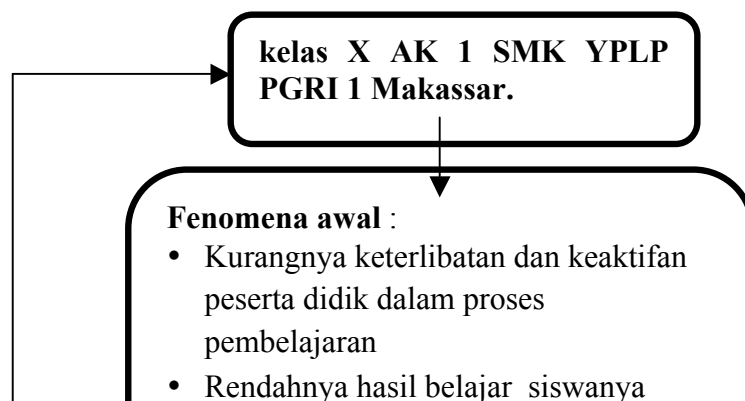 kelas X AK 1 SMK YPLP
PGRI 1 Makassar.
Fenomena awal :
• Kurangnya keterlibatan dan keaktifan
peserta didik dalam proses
pembelajaran
• Rendahnya hasil belajar siswanya